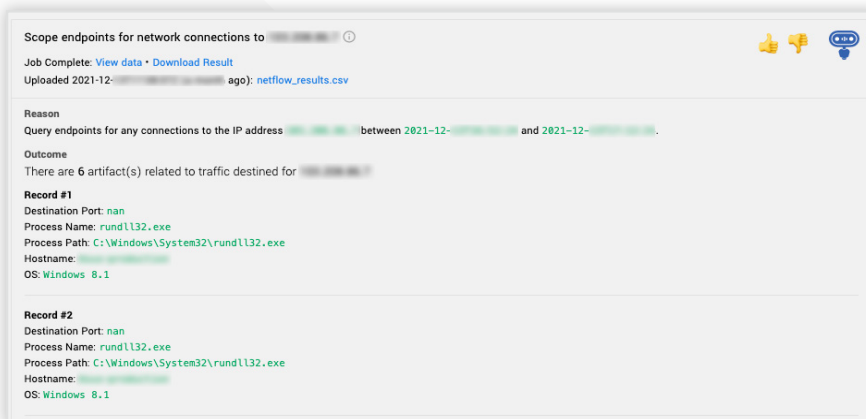 Scope endpoints for network connections to
Job Complete: View data • Download Result
Uploaded 2021-12- ago): netflow_results.csv
Reason
Query endpoints for any connections to the IP address between 2021-12- and 2021-12- .
Outcome
There are 6 artifact(s) related to traffic destined for
Record #1
Destination Port: nan
Process Name: rundll32.exe
Process Path: C:\Windows\System32\rundll32.exe
Hostname:
OS: Windows 8.1
Record #2
Destination Port: nan
Process Name: rundll32.exe
Process Path: C:\Windows\System32\rundll32.exe
Hostname:
OS: Windows 8.1